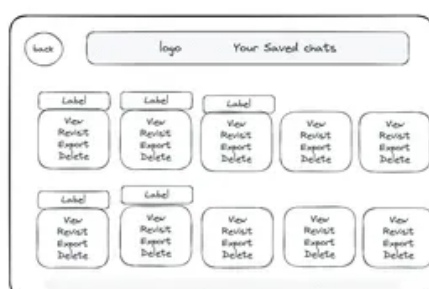 back
logo Your Saved chats
Label Label Label
View View View View View
Revisit Revisit Revisit Revisit Revisit
Export Export Export Export Export
Delete Delete Delete Delete Delete
Label Label
View View View View View
Revisit Revisit Revisit Revisit Revisit
Export Export Export Export Export
Delete Delete Delete Delete Delete